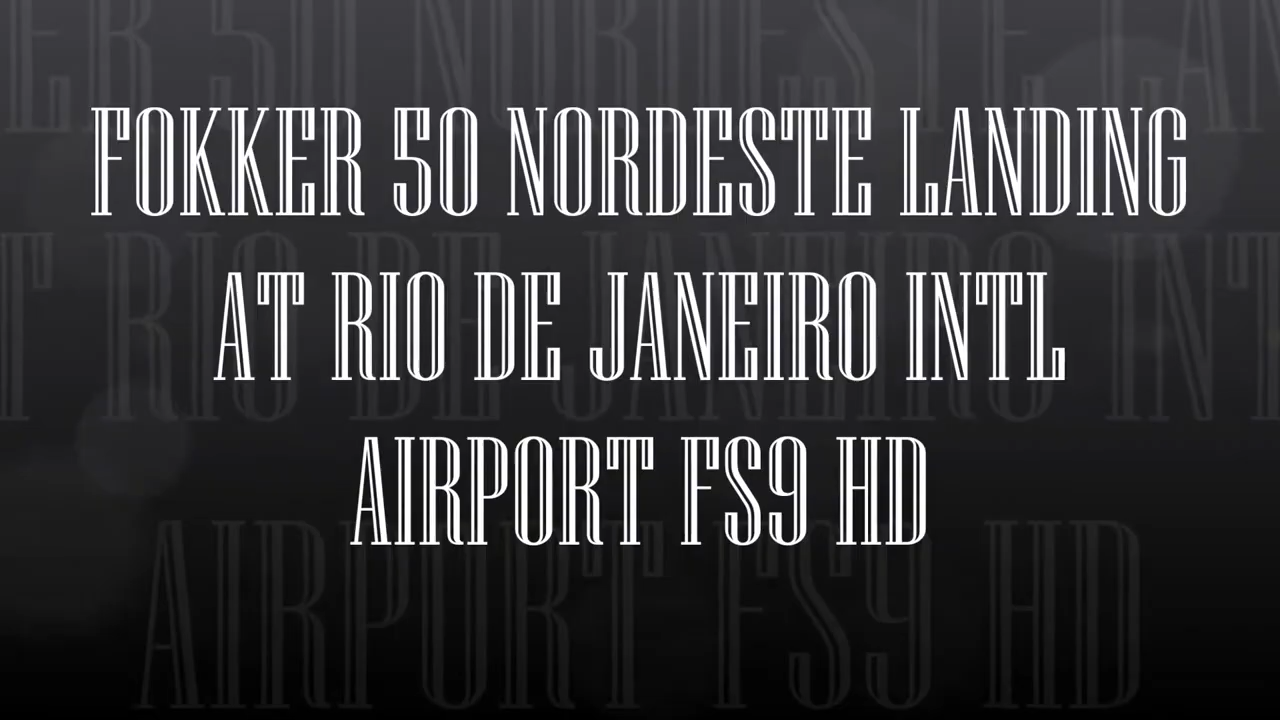 FOKKER 50 NORDESTE LANDING
AT RIO DE JANEIRO INTL
AIRPORT FS9 HD